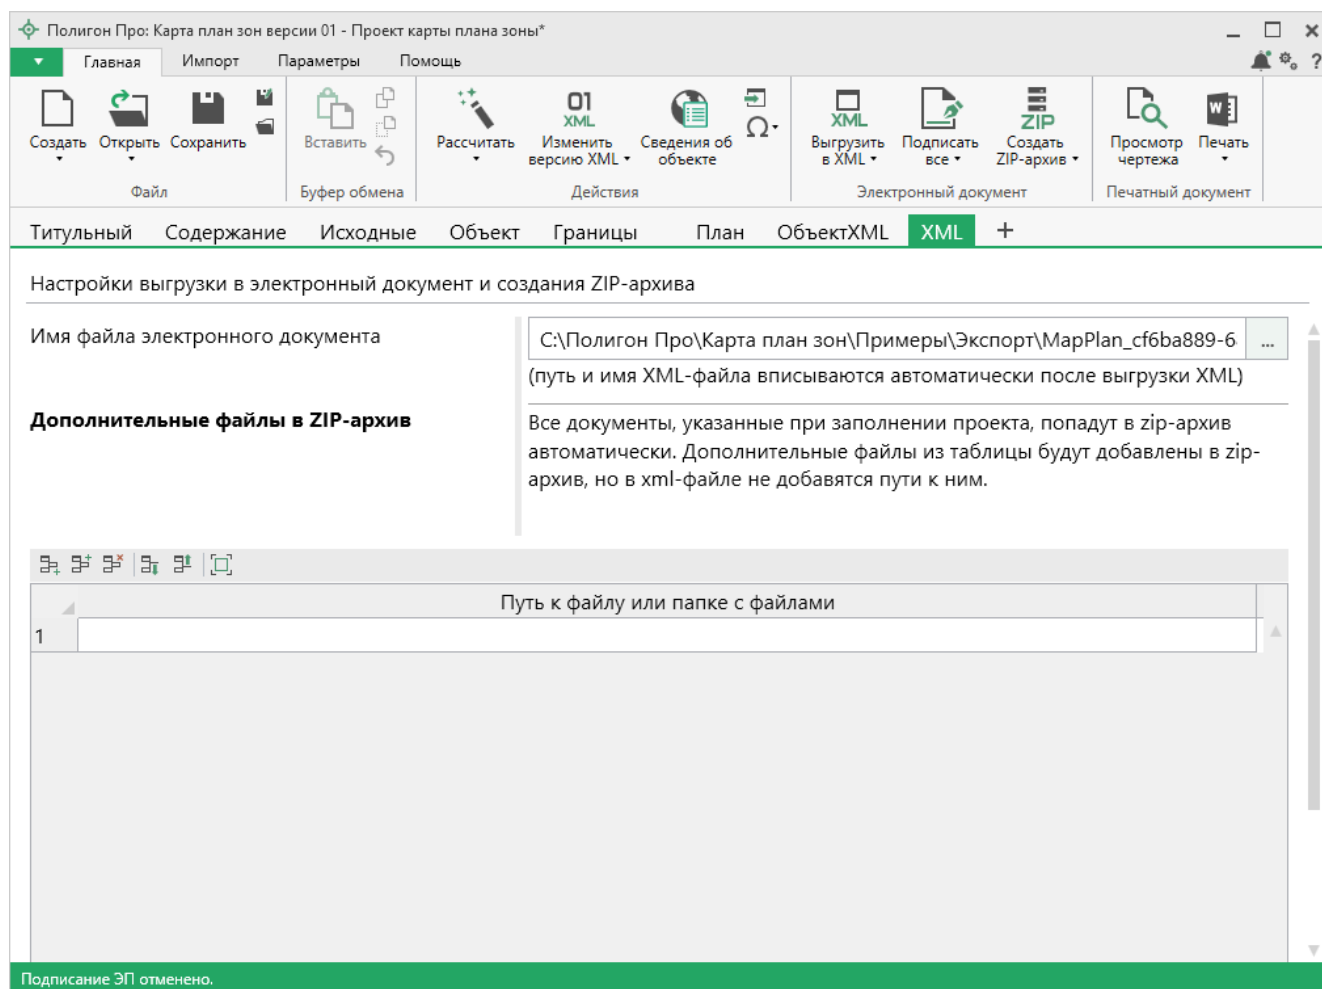 Полигон Про: Карта план зон версии 01 - Проект карты плана зоны*
Главная Импорт Параметры Помощь
?
Создать Открыть Сохранить
Файл
Вставить
Буфер обмена
Рассчитать
01 XML
Изменить
версию XML
Сведения об
объекте
Ω
Действия
XML
Выгрузить
в XML
Подписать
все
ZIP
Создать
ZIP-архив
Электронный документ
Просмотр
чертежа
W
Печать
Печатный документ
Титульный Содержание Исходные Объект Границы План ОбъектXML XML +
Настройки выгрузки в электронный документ и создания ZIP-архива
Имя файла электронного документа
C:\Полигон Про\Карта план зон\Примеры\Экспорт\MapPlan_cf6ba889-6 ...
(путь и имя XML-файла вписываются автоматически после выгрузки XML)
Дополнительные файлы в ZIP-архив
Все документы, указанные при заполнении проекта, попадут в zip-архив
автоматически. Дополнительные файлы из таблицы будут добавлены в zip-
архив, но в xml-файле не добавятся пути к ним.
Путь к файлу или папке с файлами
1
Подписание ЭП отменено.